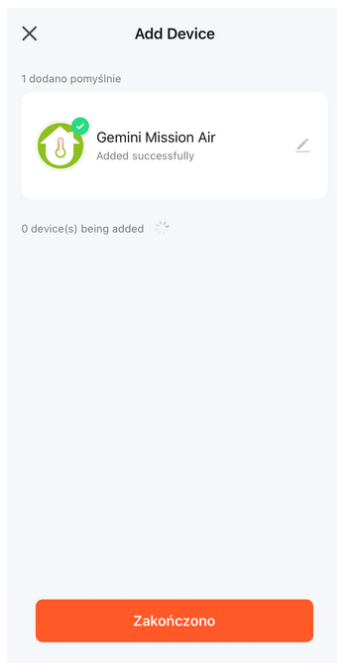 Add Device
1 dodano pomyślnie
Gemini Mission Air
Added successfully
0 device(s) being added
Zakończono